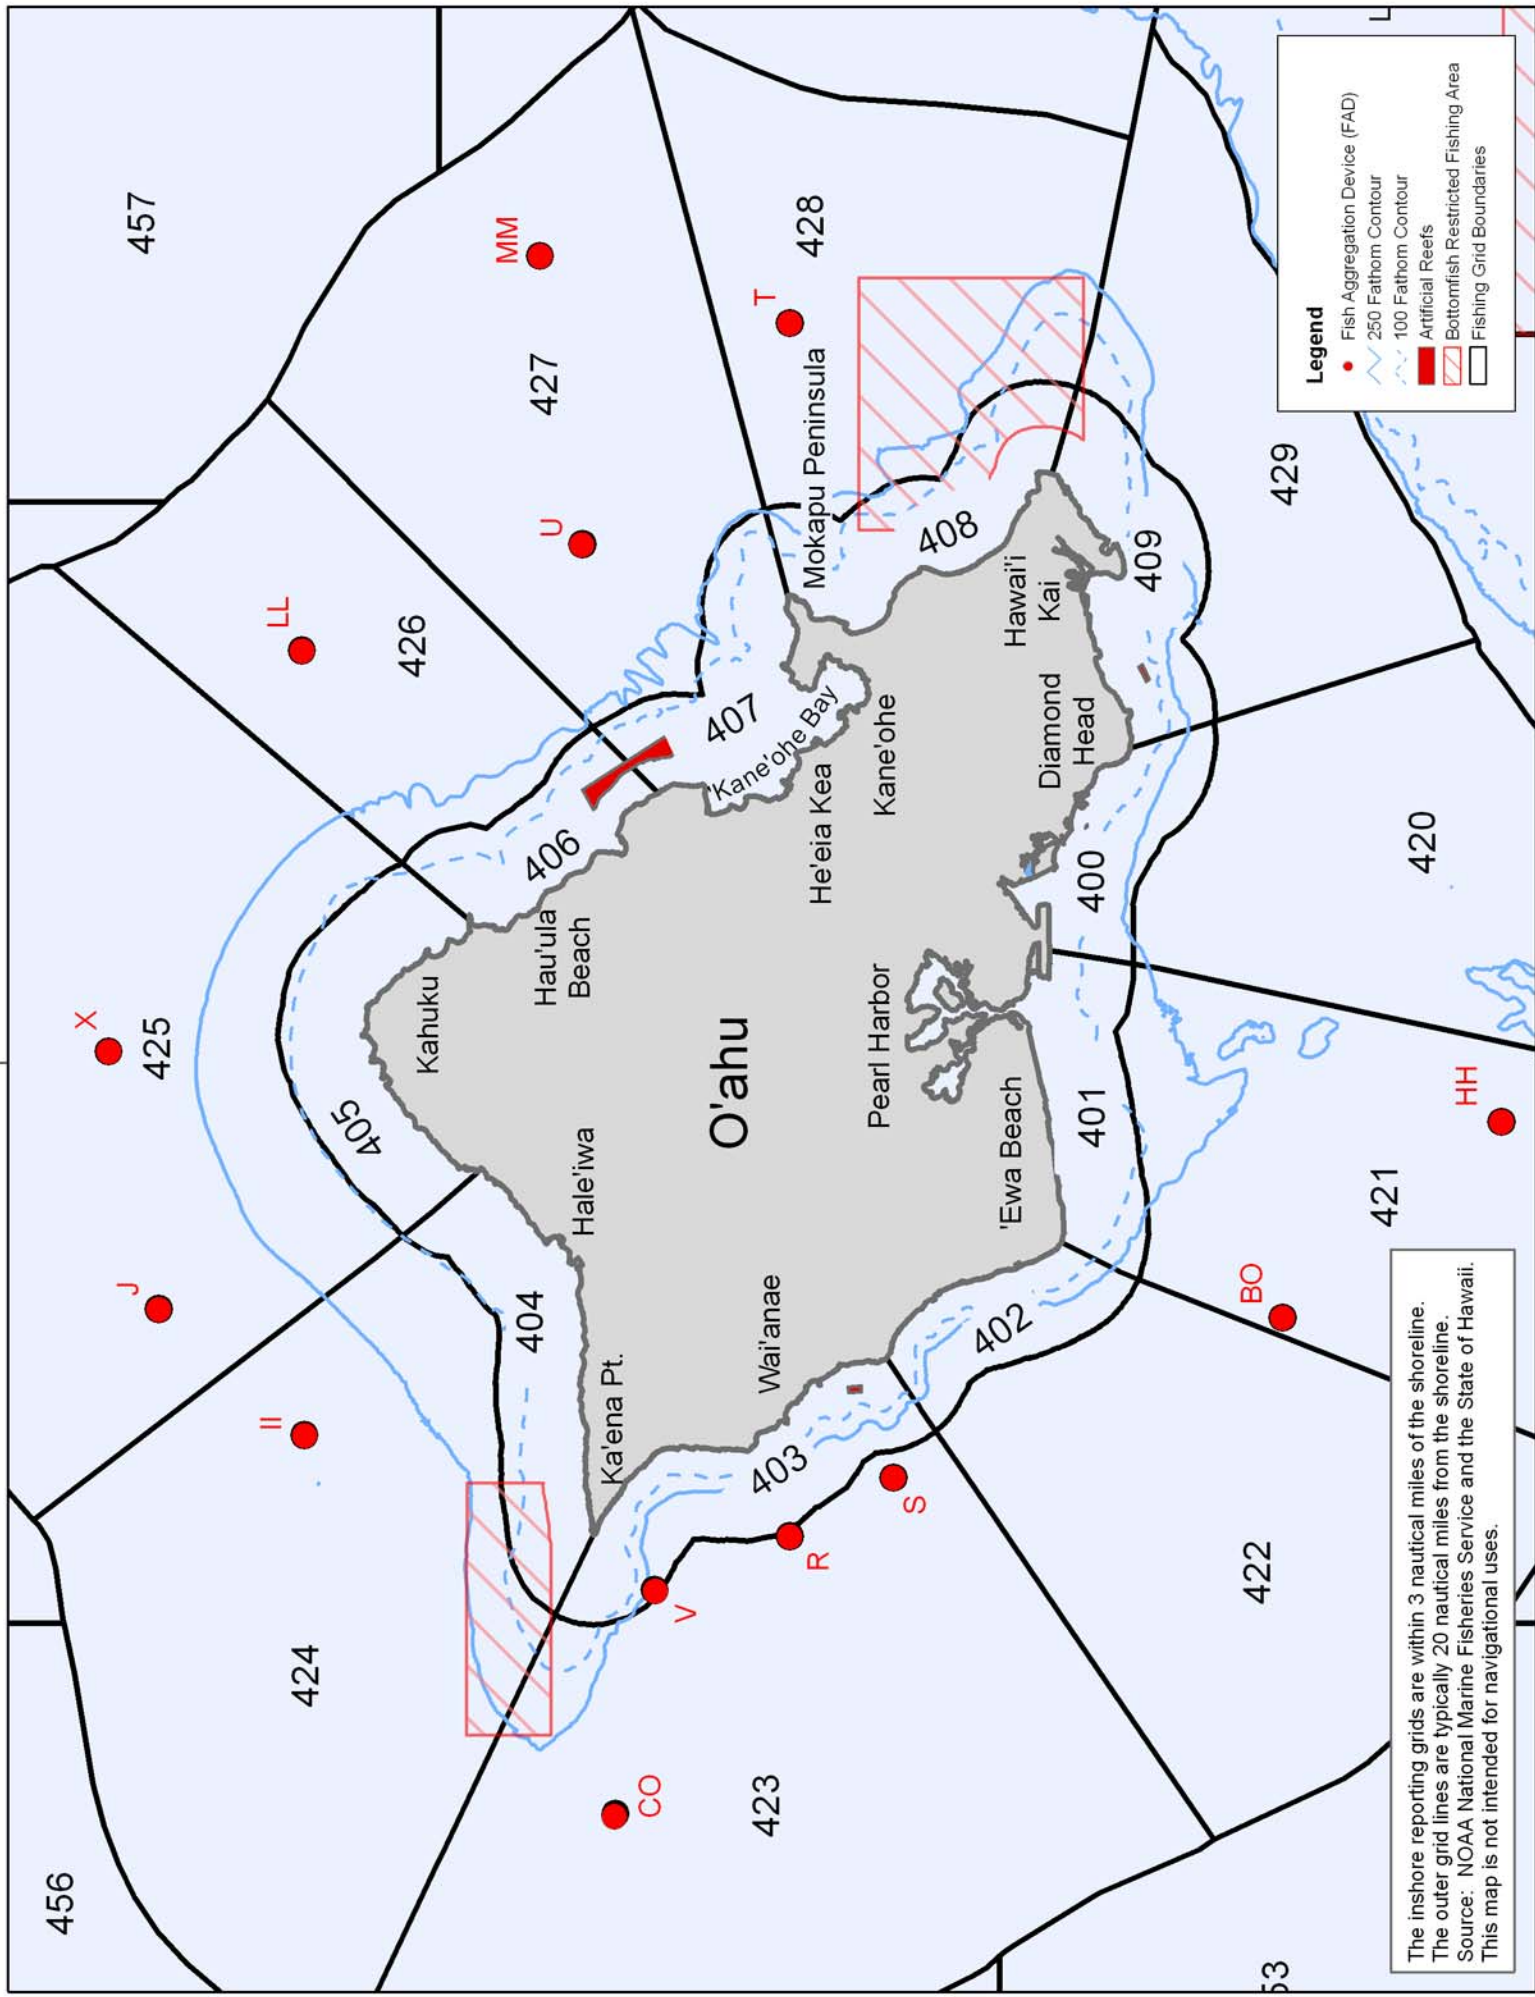 456
424
CO
423
V
R
S
II
J
X
425
LL
426
U
427
MM
457
T
428
404
405
406
407
408
409
400
401
402
403
Ka'ena Pt.
Hale'iwa
Kahuku
Hau'ula
Beach
'Kane'ohe Bay
Mokapu Peninsula
He'eia Kea
Kane'ohe
Hawai'i
Kai
Diamond
Head
Wai'anae
O'ahu
Pearl Harbor
'Ewa Beach
BO
HH
422
421
420
429
53
L
The inshore reporting grids are within 3 nautical miles of the shoreline.
The outer grid lines are typically 20 nautical miles from the shoreline.
Source: NOAA National Marine Fisheries Service and the State of Hawaii.
This map is not intended for navigational uses.
Legend
Fish Aggregation Device (FAD)
250 Fathom Contour
100 Fathom Contour
Artificial Reefs
Bottomfish Restricted Fishing Area
Fishing Grid Boundaries